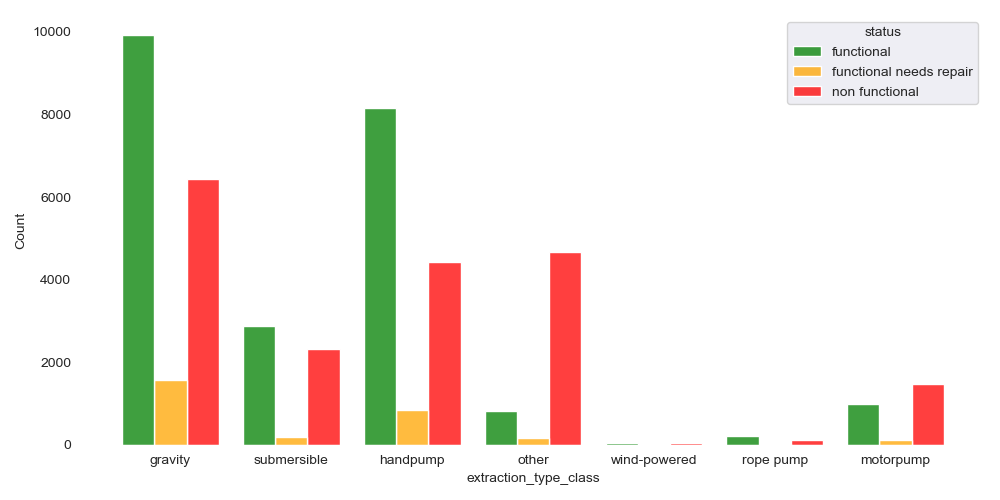 10000
8000
6000
4000
2000
0
Count
gravity
submersible
handpump
other
wind-powered
rope pump
motorpump
extraction_type_class
status
functional
functional needs repair
non functional